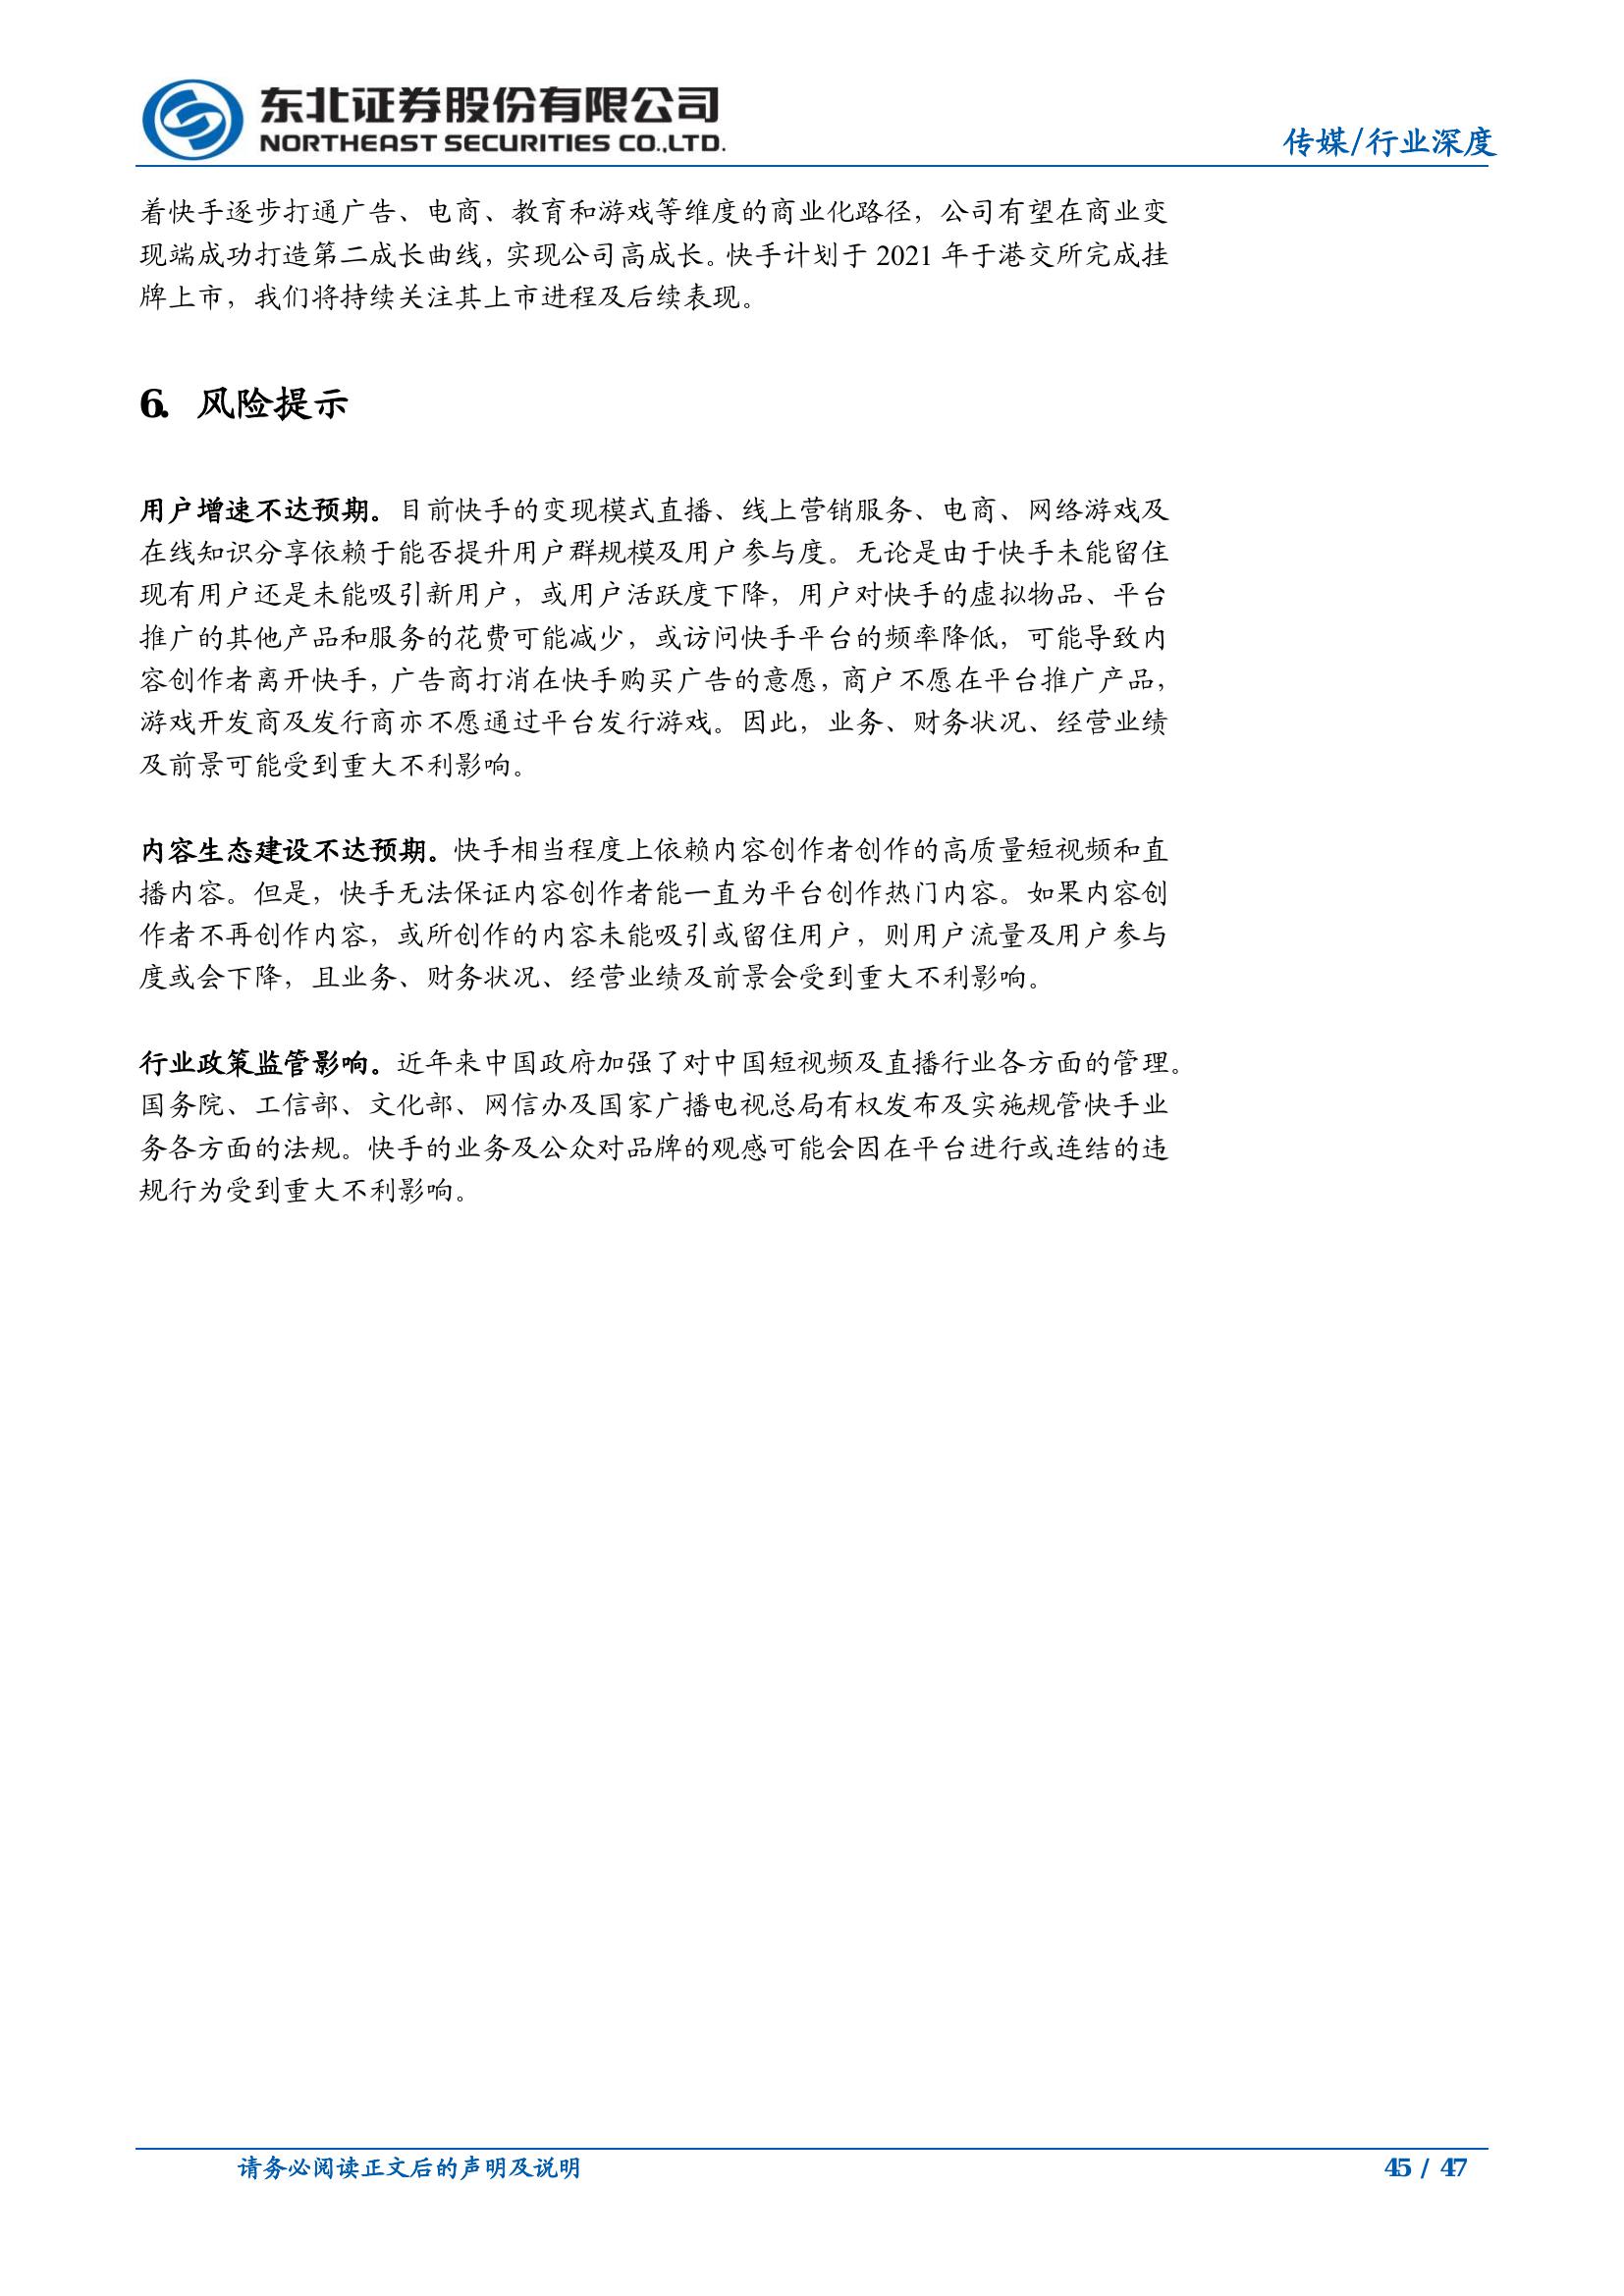 东北证券股份有限公司
NORTHEAST SECURITIES CO.,LTD.
传媒/行业深度
着快手逐步打通广告、电商、教育和游戏等维度的商业化路径，公司有望在商业变
现端成功打造第二成长曲线，实现公司高成长。快手计划于 2021 年于港交所完成挂
牌上市，我们将持续关注其上市进程及后续表现。
6. 风险提示
用户增速不达预期。目前快手的变现模式直播、线上营销服务、电商、网络游戏及
在线知识分享依赖于能否提升用户群规模及用户参与度。无论是由于快手未能留住
现有用户还是未能吸引新用户，或用户活跃度下降，用户对快手的虚拟物品、平台
推广的其他产品和服务的花费可能减少，或访问快手平台的频率降低，可能导致内
容创作者离开快手，广告商打消在快手购买广告的意愿，商户不愿在平台推广产品，
游戏开发商及发行商亦不愿通过平台发行游戏。因此，业务、财务状况、经营业绩
及前景可能受到重大不利影响。
内容生态建设不达预期。快手相当程度上依赖内容创作者创作的高质量短视频和直
播内容。但是，快手无法保证内容创作者能一直为平台创作热门内容。如果内容创
作者不再创作内容，或所创作的内容未能吸引或留住用户，则用户流量及用户参与
度或会下降，且业务、财务状况、经营业绩及前景会受到重大不利影响。
行业政策监管影响。近年来中国政府加强了对中国短视频及直播行业各方面的管理。
国务院、工信部、文化部、网信办及国家广播电视总局有权发布及实施规管快手业
务各方面的法规。快手的业务及公众对品牌的观感可能会因在平台进行或连结的违
规行为受到重大不利影响。
请务必阅读正文后的声明及说明
45 / 47